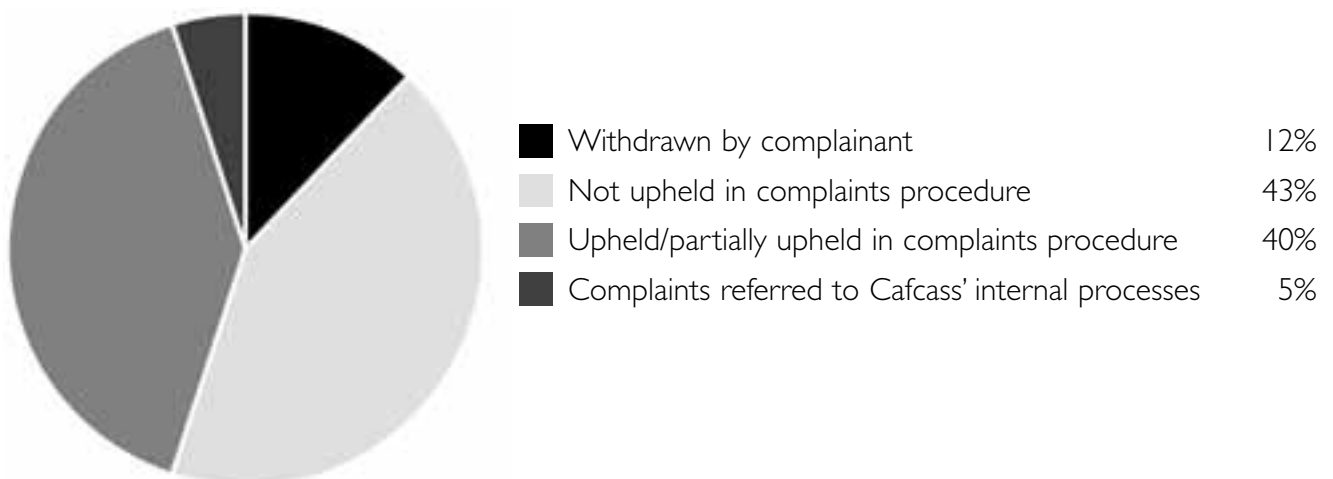 Withdrawn by complainant 12%
Not upheld in complaints procedure 43%
Upheld/partially upheld in complaints procedure 40%
Complaints referred to Cafcass’ internal processes 5%